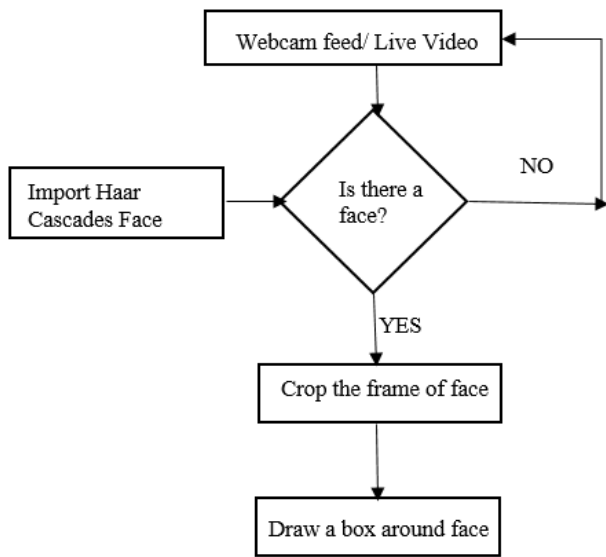 Webcam feed/ Live Video
NO
Import Haar
Cascades Face
Is there a
face?
YES
Crop the frame of face
Draw a box around face